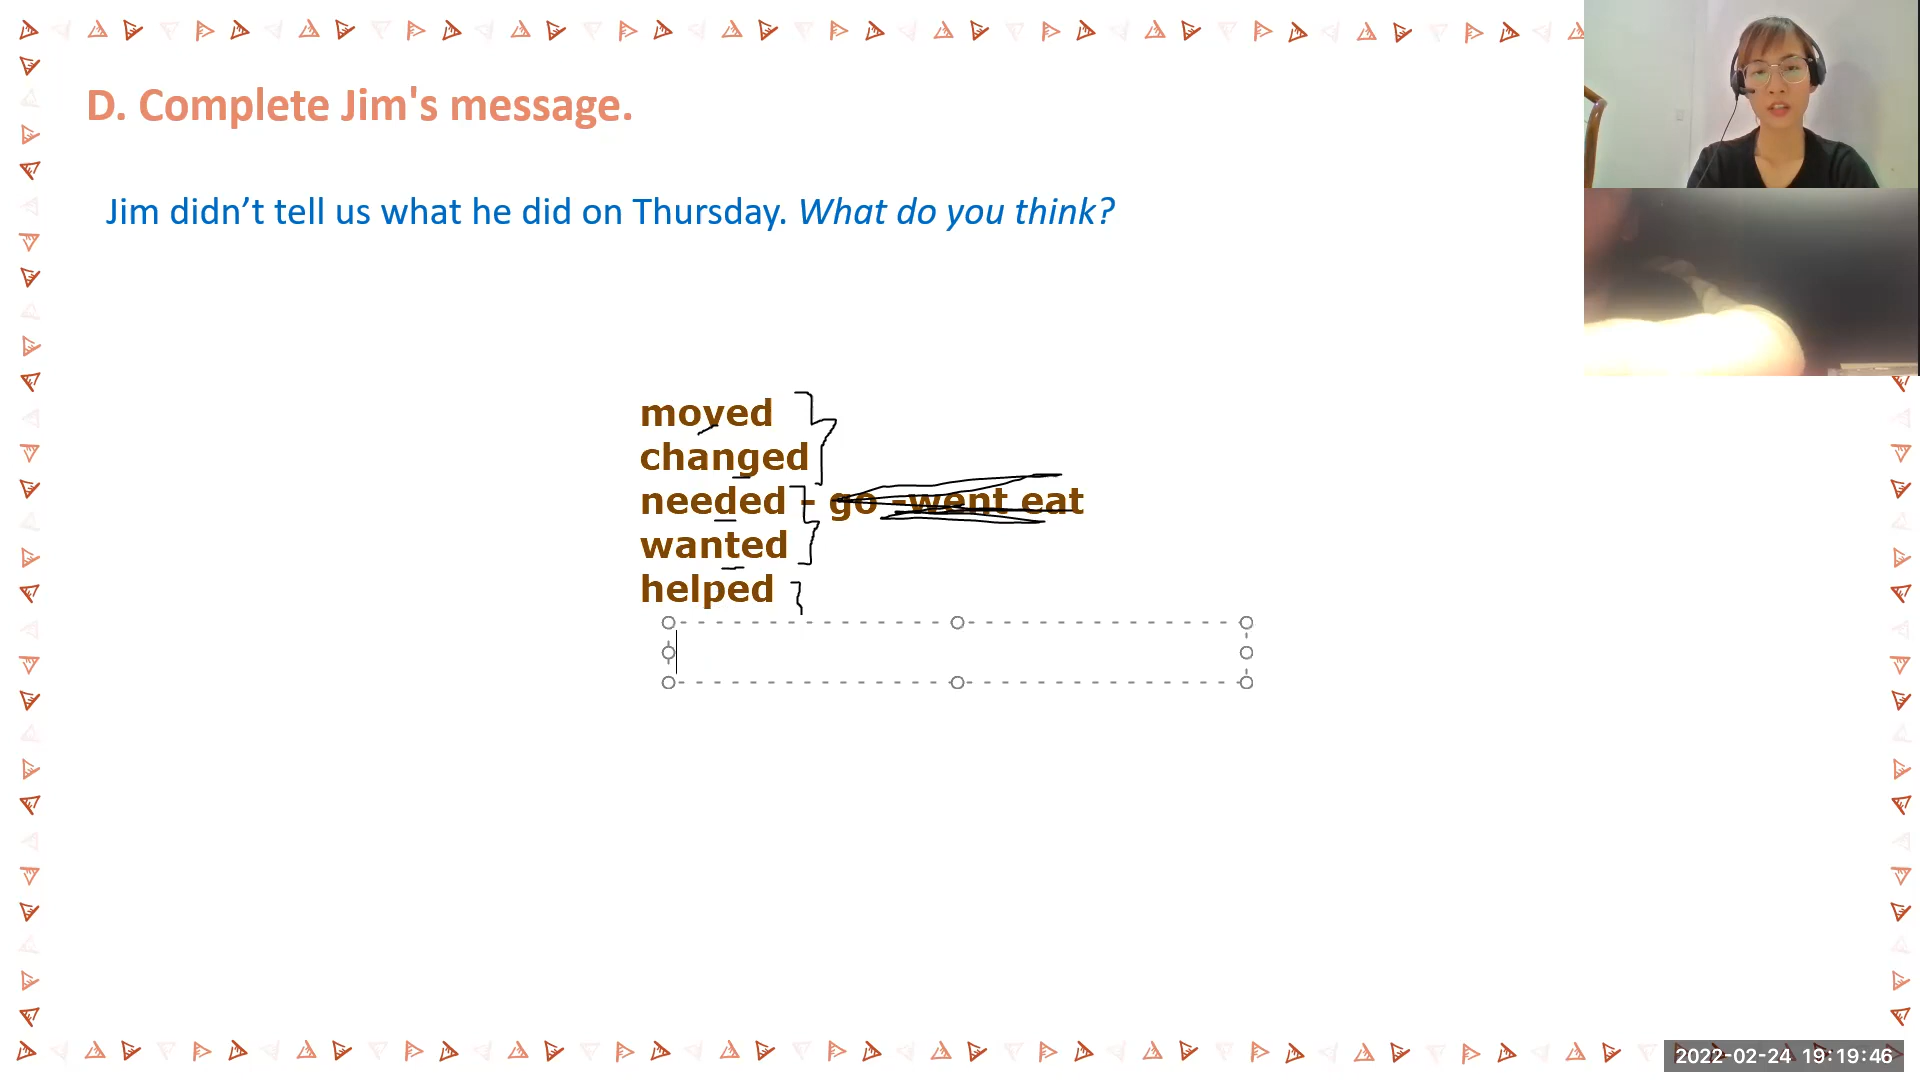 D. Complete Jim's message.
Jim didn’t tell us what he did on Thursday. What do you think?
moved
changed
needed - go -went eat
wanted
helped
2022-02-24 19:19:46